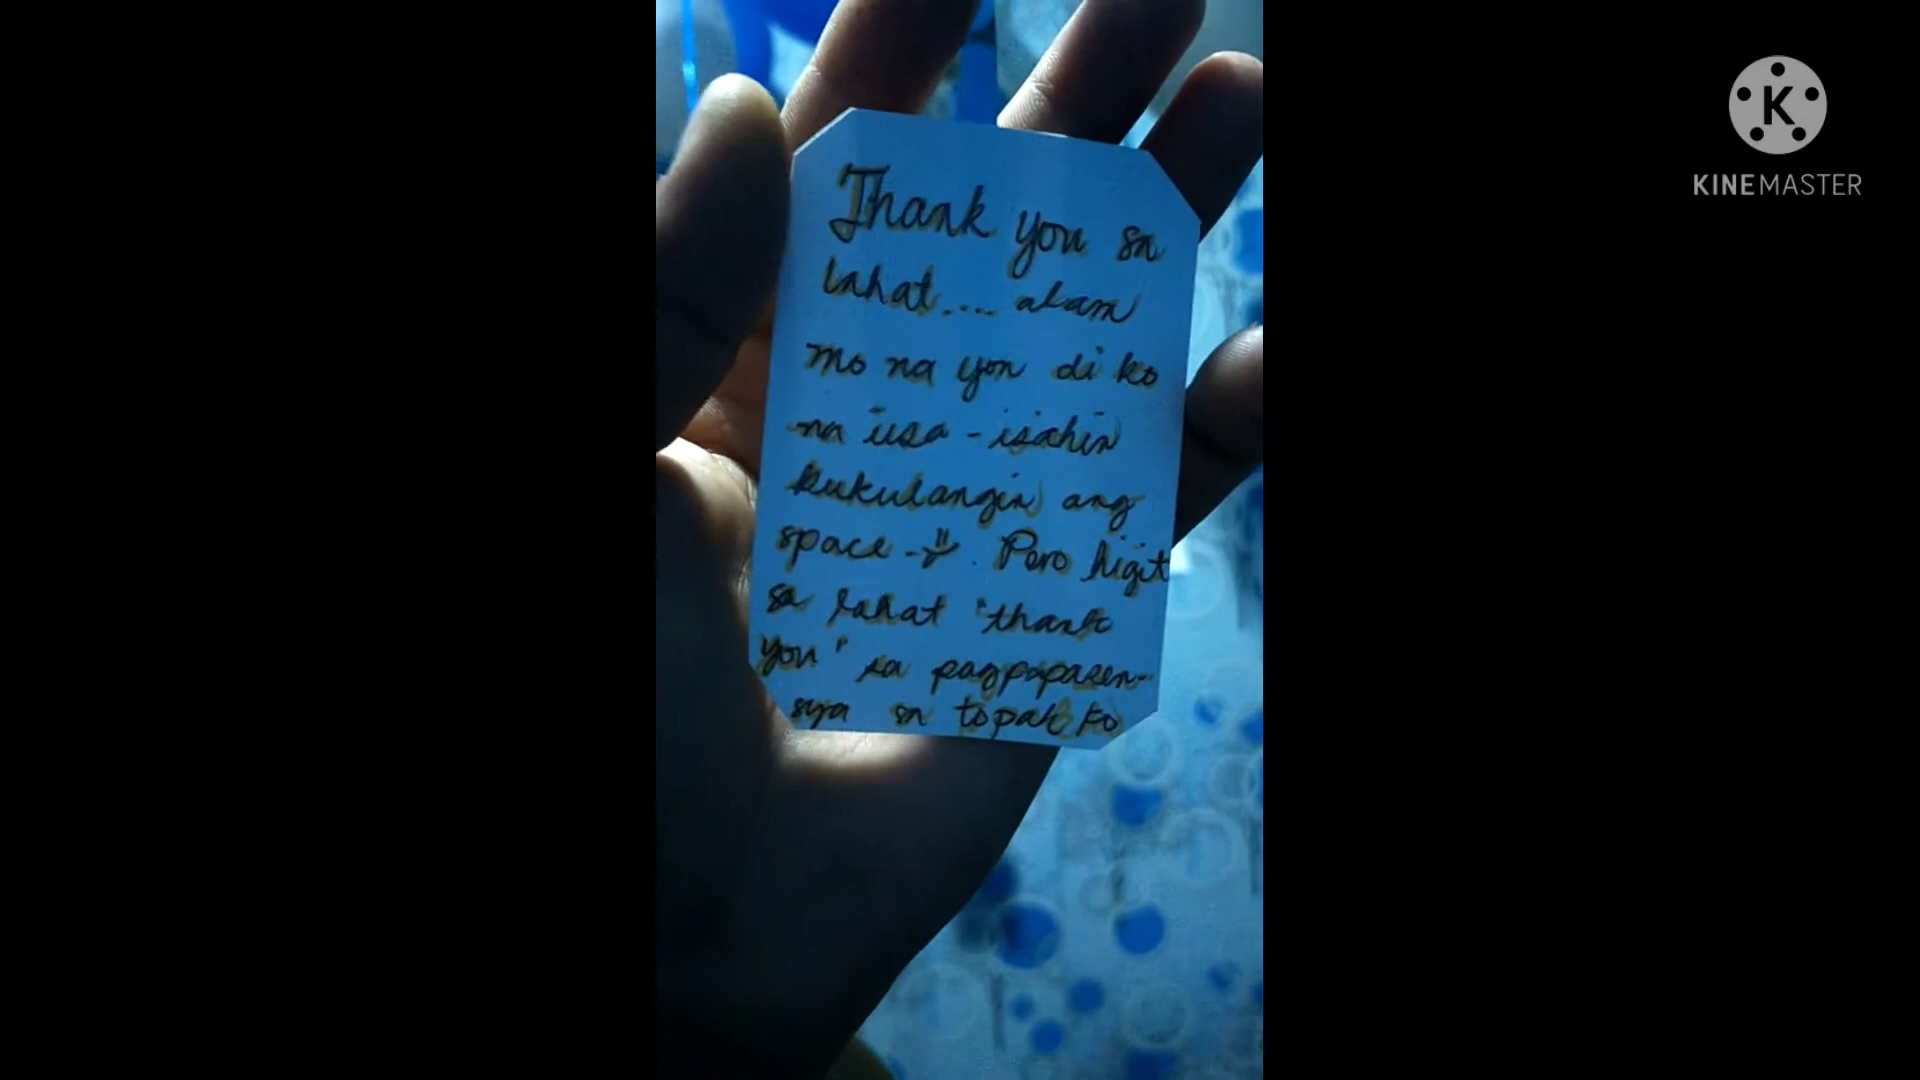 Thank you sa
lahat.... alam
mo na yon di ko
na iisa-isahin
kukulangin ang
space. Pero higit
sa lahat "thank
you" sa pagpapasen-
sya sa topak ko
KINEMASTER